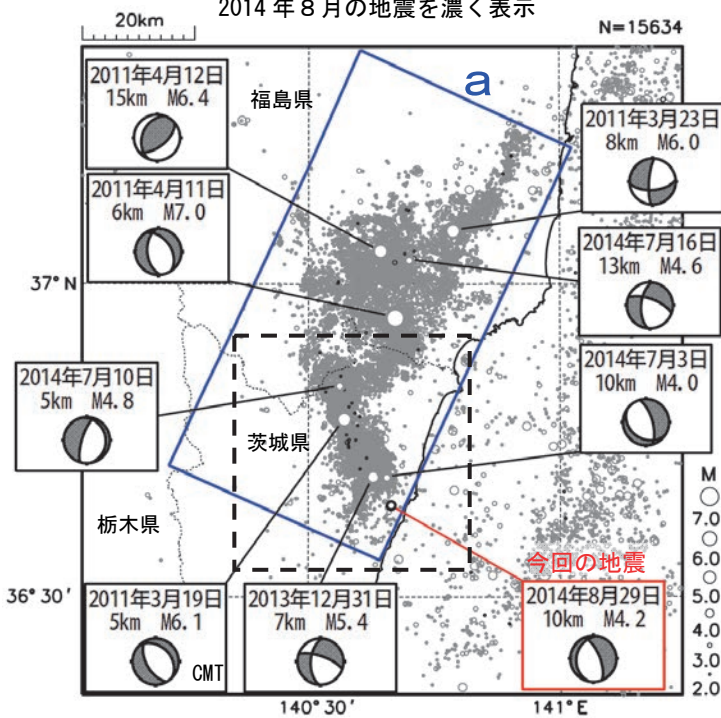 2014年8月の地震を濃く表示
20km
N=15634
2011年4月12日
15km M6.4
福島県
a
2011年3月23日
8km M6.0
2011年4月11日
6km M7.0
2014年7月16日
13km M4.6
37°N
2014年7月3日
10km M4.0
2014年7月10日
5km M4.8
茨城県
栃木県
M
7.0
6.0
5.0
4.0
3.0
2.0
今回の地震
36°30'
2011年3月19日
5km M6.1
CMT
2013年12月31日
7km M5.4
2014年8月29日
10km M4.2
140°30'
141°E